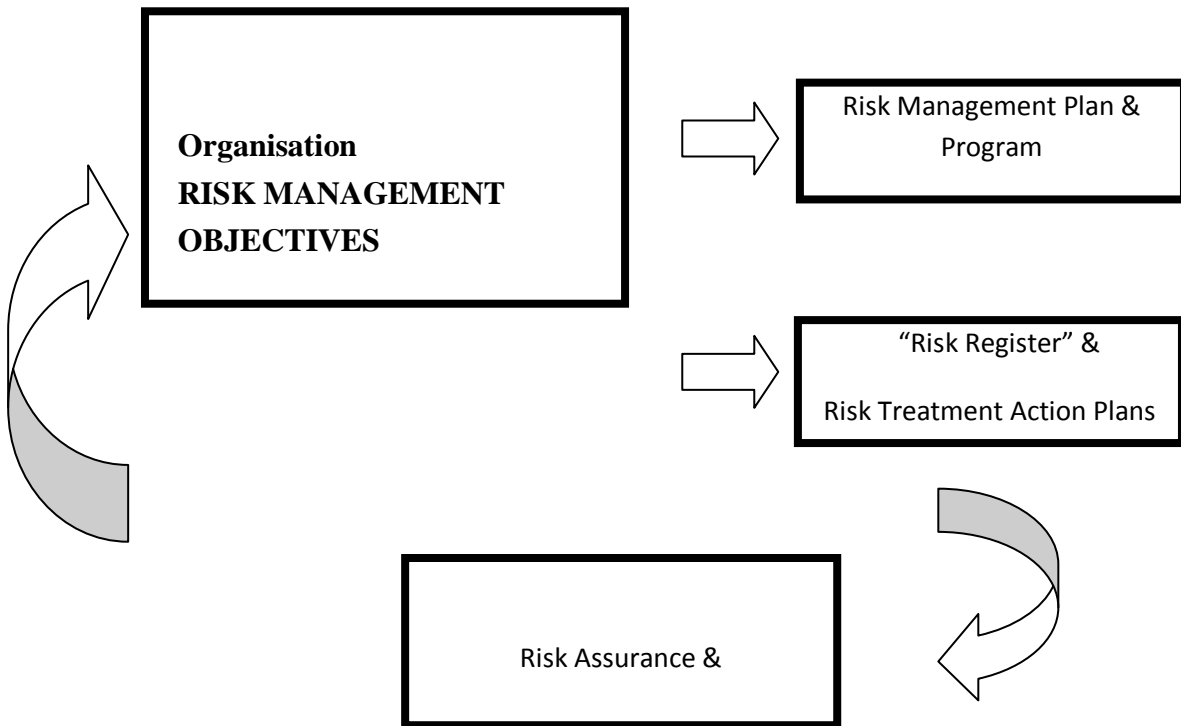 Organisation
RISK MANAGEMENT
OBJECTIVES
Risk Management Plan &
Program
“Risk Register” &
Risk Treatment Action Plans
Risk Assurance &